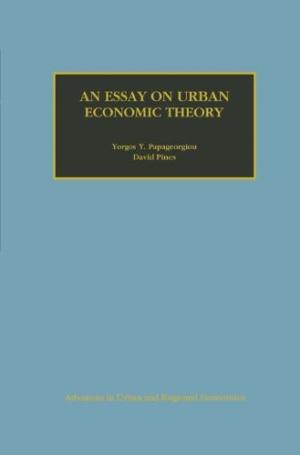 AN ESSAY ON URBAN
ECONOMIC THEORY
Yorgos Y. Papageorgiou
David Pines
Advances in Urban and Regional Economics